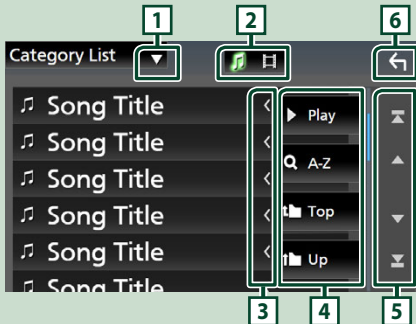 1 2 6
Category List
Song Title
Play
Song Title
A-Z
Song Title
Song Title
Top
Song Title
Up
Song Title
3 4 5